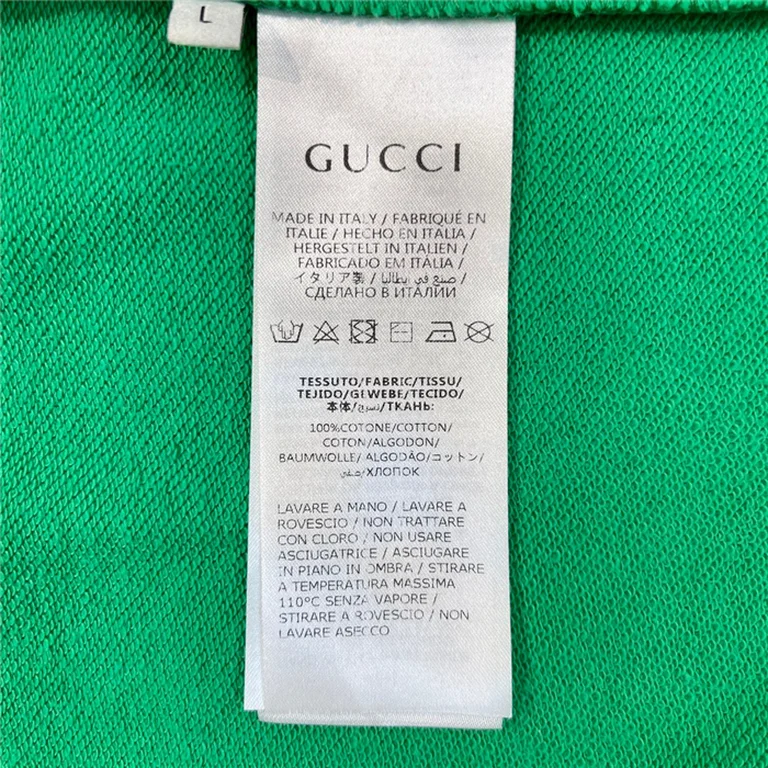 L
GUCCI
MADE IN ITALY / FABRIQUÉ EN
ITALIE / HECHO EN ITALIA /
HERGESTELT IN ITALIEN /
FABRICADO EM ITÁLIA /
イタリア製 / صنع في إيطاليا /
СДЕЛАНО В ИТАЛИИ
TESSUTO/FABRIC/TISSU/
TEJIDO/GEWEBE/TECIDO/
本体/نسيج/ТКАНЬ:
100%COTONE/COTTON/
COTON/ALGODON/
BAUMWOLLE/ ALGODÃO/コットン/
قطن/ХЛОПОК
LAVARE A MANO / LAVARE A
ROVESCIO / NON TRATTARE
CON CLORO / NON USARE
ASCIUGATRICE / ASCIUGARE
IN PIANO IN OMBRA / STIRARE
A TEMPERATURA MASSIMA
110°C SENZA VAPORE /
STIRARE A ROVESCIO / NON
LAVARE ASECCO